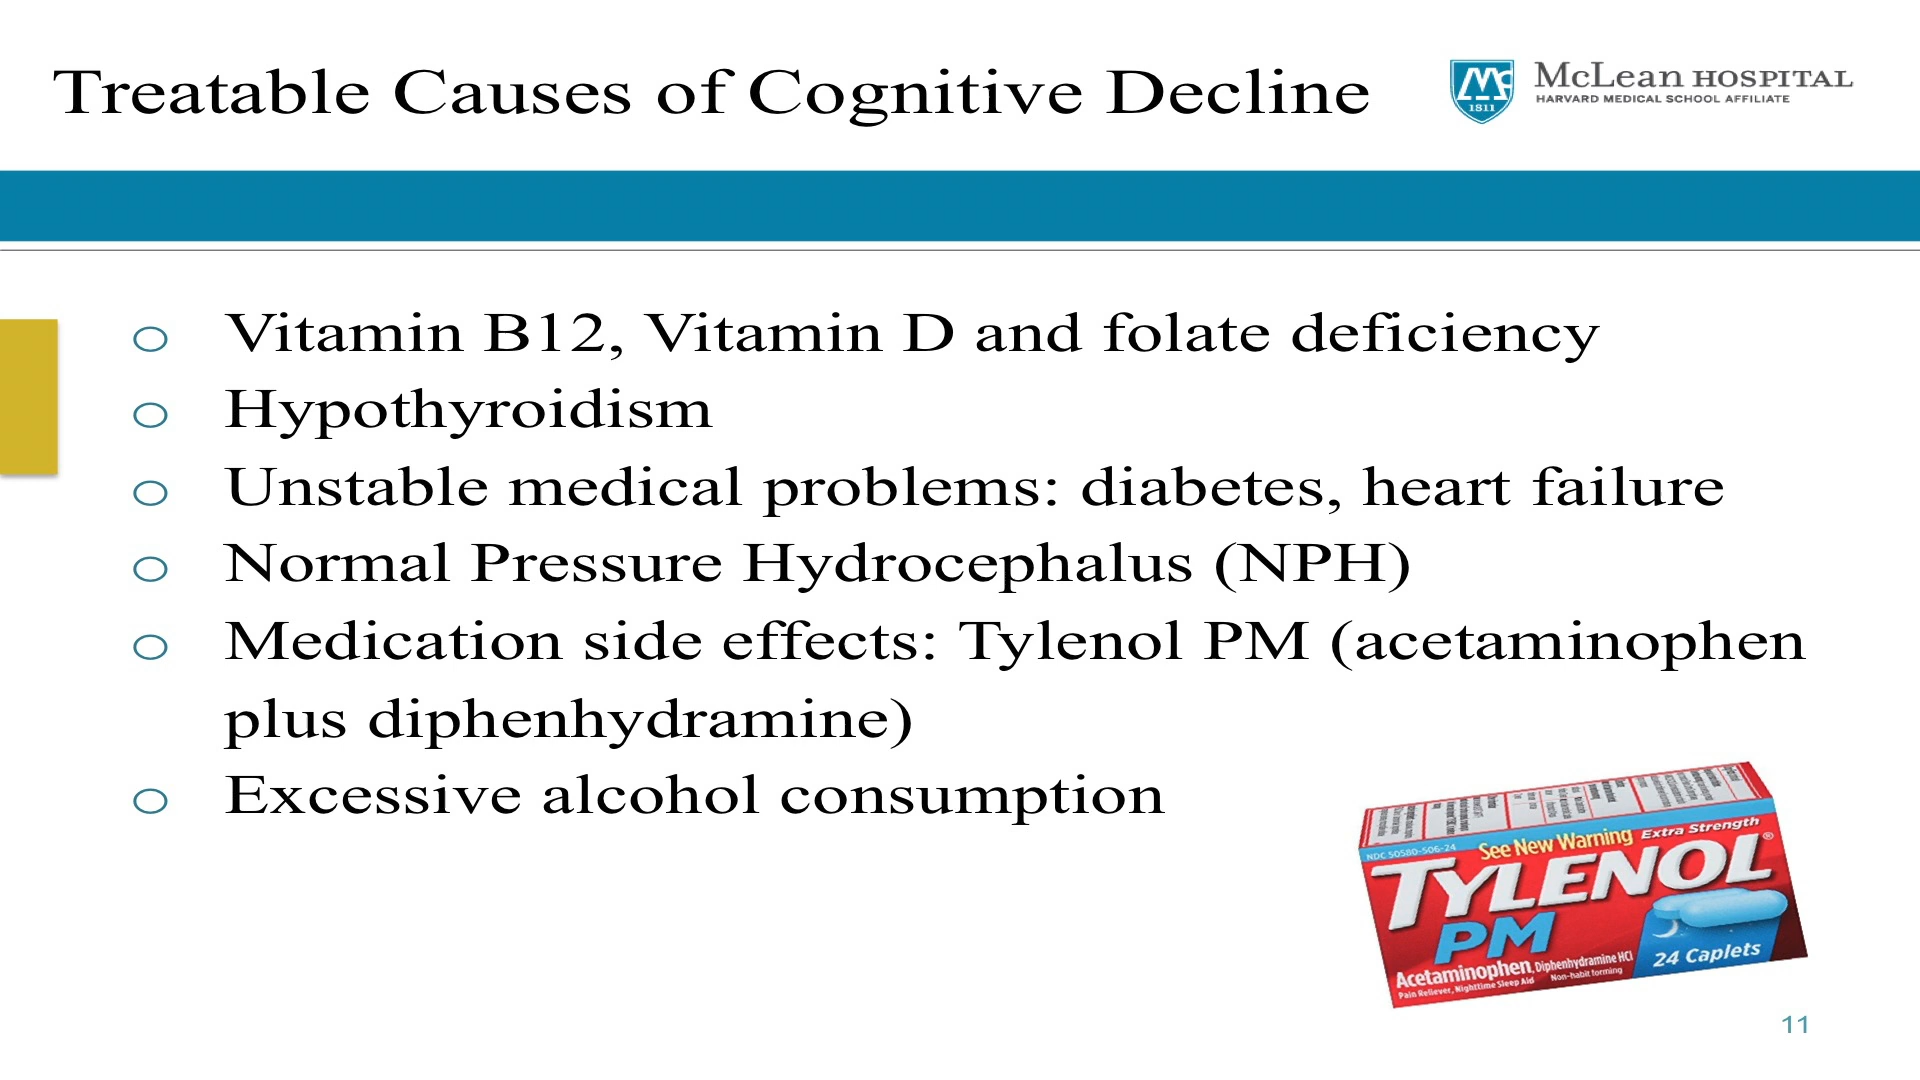 Treatable Causes of Cognitive Decline
McLean HOSPITAL
HARVARD MEDICAL SCHOOL AFFILIATE
1811
o Vitamin B12, Vitamin D and folate deficiency
o Hypothyroidism
o Unstable medical problems: diabetes, heart failure
o Normal Pressure Hydrocephalus (NPH)
o Medication side effects: Tylenol PM (acetaminophen
plus diphenhydramine)
o Excessive alcohol consumption
NDC 50580-506-24
See New Warning
Extra Strength
TYLENOL®
PM
24 Caplets
Acetaminophen, Diphenhydramine HCl
Pain Reliever, Nighttime Sleep Aid
Non-habit forming
11